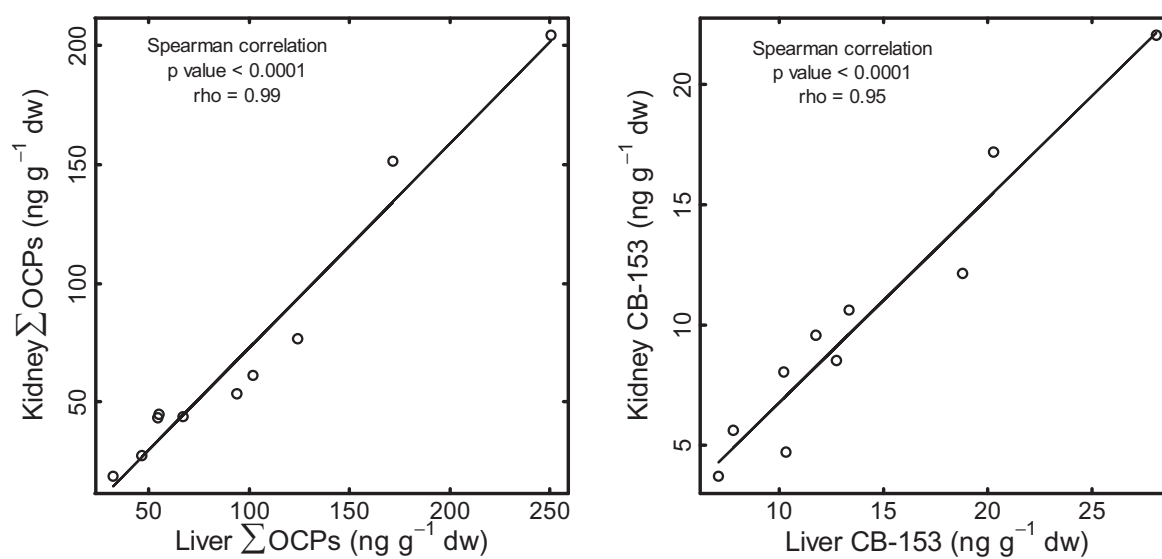 Spearman correlation
p value < 0.0001
rho = 0.99
Kidney ∑OCPs (ng g⁻¹ dw)
200
150
100
50
50 100 150 200 250
Liver ∑OCPs (ng g⁻¹ dw)
Spearman correlation
p value < 0.0001
rho = 0.95
Kidney CB-153 (ng g⁻¹ dw)
20
15
10
5
10 15 20 25
Liver CB-153 (ng g⁻¹ dw)